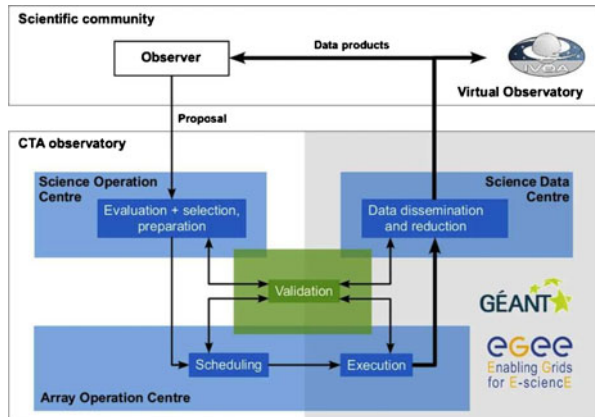 Scientific community
Observer
Data products
IVOA
Virtual Observatory
Proposal
CTA observatory
Science Operation
Centre
Evaluation + selection,
preparation
Science Data
Centre
Data dissemination
and reduction
Validation
GÉANT
Scheduling
Execution
eGee
Enabling Grids
for E-sciencE
Array Operation Centre